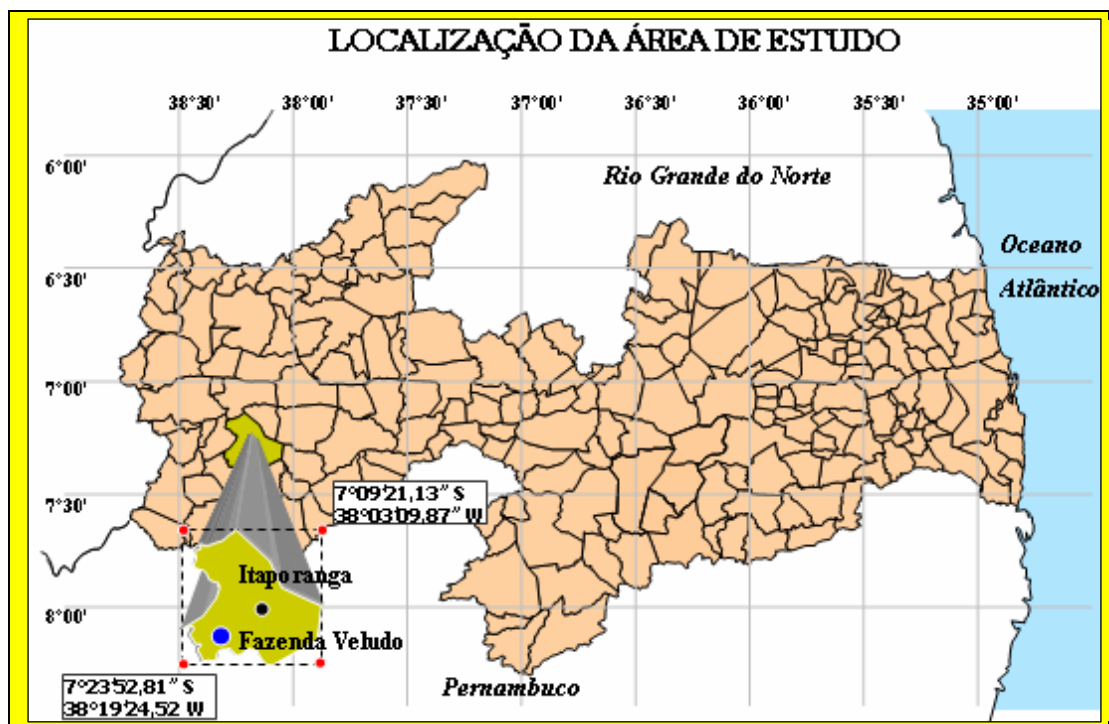 LOCALIZAÇÃO DA ÁREA DE ESTUDO
38°30' 38°00' 37°30' 37°00' 36°30' 36°00' 35°30' 35°00'
6°00'
Rio Grande do Norte
Oceano
6°30'
Atlântico
7°00'
7°30'
7°09'21,13" S
38°03'09.87" W
Itaporanga
8°00'
Fazenda Veludo
7°23'52,81" S
38°19'24,52 W
Pernambuco